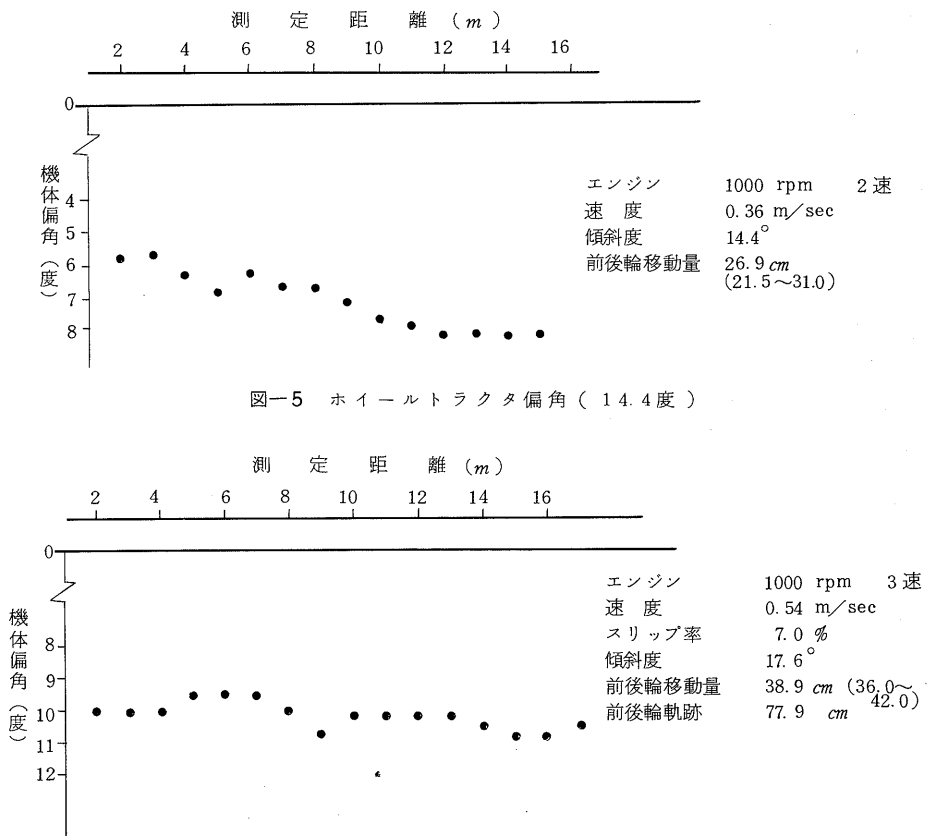 測定距離(m)
2 4 6 8 10 12 14 16
0
機体偏角(度)
4
5
6
7
8
エンジン 1000 rpm 2速
速度 0.36 m/sec
傾斜度 14.4°
前後輪移動量 26.9cm
(21.5～31.0)
図―5 ホイールトラクタ偏角(14.4度)
測定距離(m)
2 4 6 8 10 12 14 16
0
機体偏角(度)
8
9
10
11
12
エンジン 1000 rpm 3速
速度 0.54 m/sec
スリップ率 7.0 %
傾斜度 17.6°
前後輪移動量 38.9 cm (36.0～42.0)
前後輪軌跡 77.9 cm